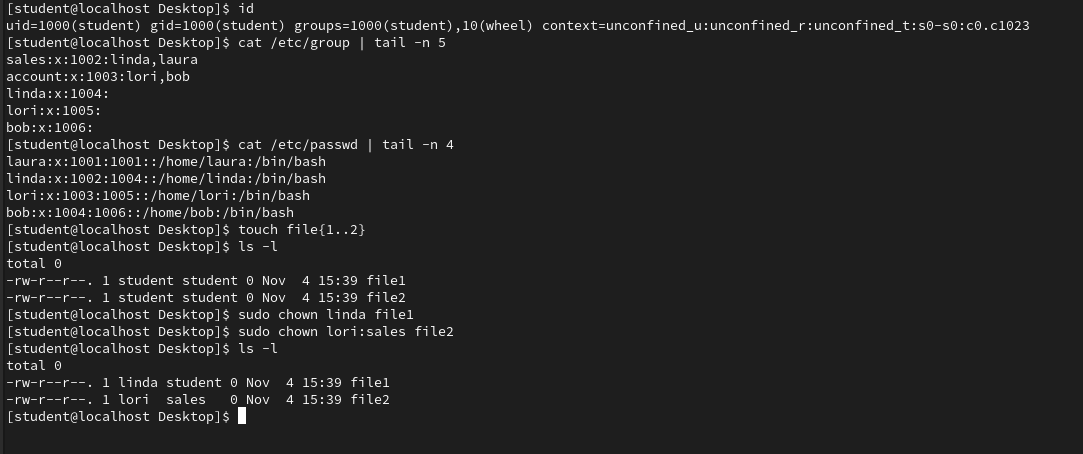 [student@localhost Desktop]$ id
uid=1000(student) gid=1000(student) groups=1000(student),10(wheel) context=unconfined_u:unconfined_r:unconfined_t:s0-s0:c0.c1023
[student@localhost Desktop]$ cat /etc/group | tail -n 5
sales:x:1002:linda,laura
account:x:1003:lori,bob
linda:x:1004:
lori:x:1005:
bob:x:1006:
[student@localhost Desktop]$ cat /etc/passwd | tail -n 4
laura:x:1001:1001::/home/laura:/bin/bash
linda:x:1002:1004::/home/linda:/bin/bash
lori:x:1003:1005::/home/lori:/bin/bash
bob:x:1004:1006::/home/bob:/bin/bash
[student@localhost Desktop]$ touch file{1..2}
[student@localhost Desktop]$ ls -l
total 0
-rw-r--r--. 1 student student 0 Nov  4 15:39 file1
-rw-r--r--. 1 student student 0 Nov  4 15:39 file2
[student@localhost Desktop]$ sudo chown linda file1
[student@localhost Desktop]$ sudo chown lori:sales file2
[student@localhost Desktop]$ ls -l
total 0
-rw-r--r--. 1 linda student 0 Nov  4 15:39 file1
-rw-r--r--. 1 lori  sales   0 Nov  4 15:39 file2
[student@localhost Desktop]$